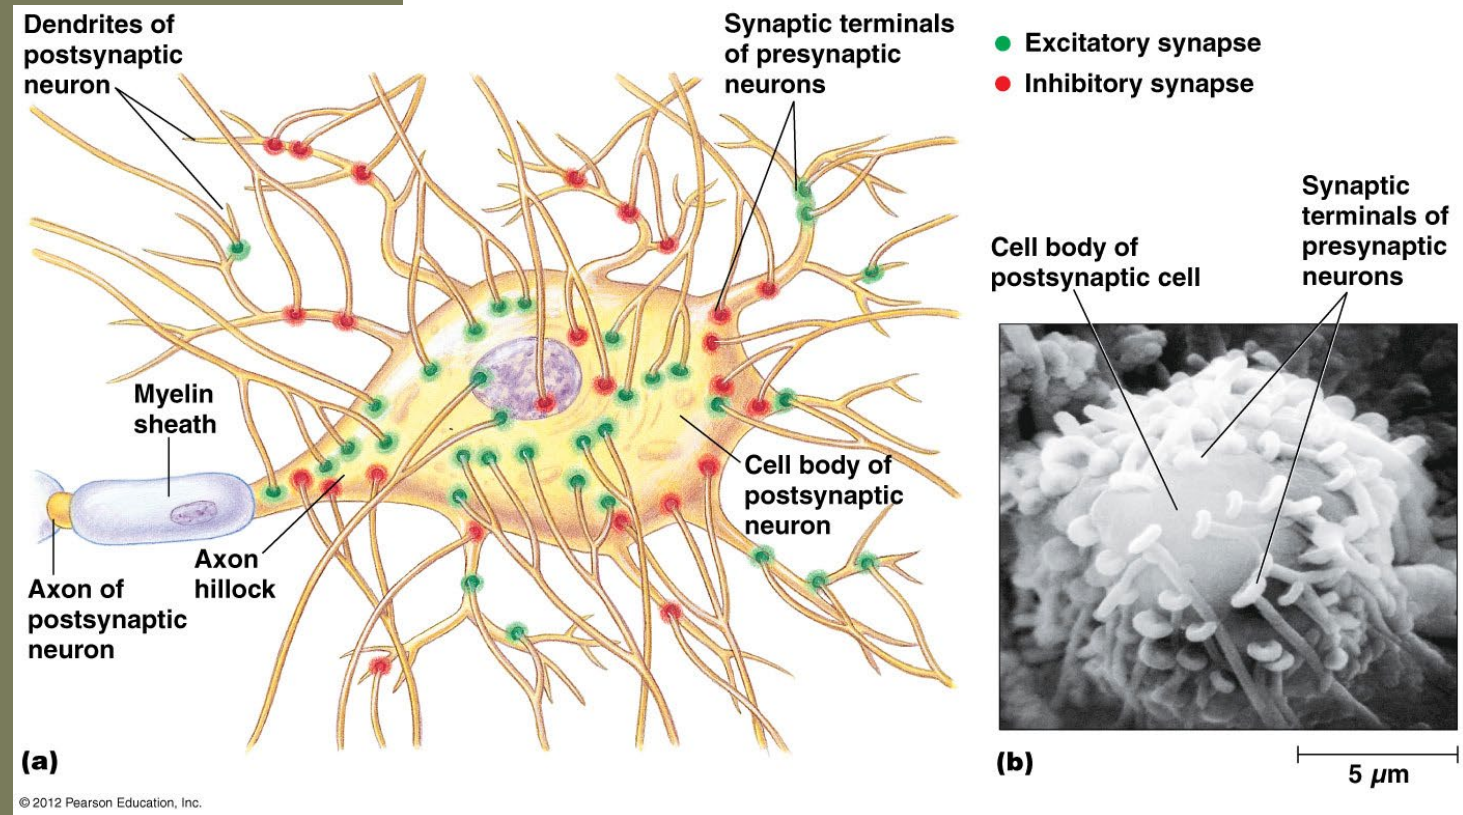 Dendrites of
postsynaptic
neuron
Synaptic terminals
of presynaptic
neurons
Excitatory synapse
Inhibitory synapse
Synaptic
terminals of
presynaptic
neurons
Cell body of
postsynaptic cell
Myelin
sheath
Cell body of
postsynaptic
neuron
Axon
hillock
Axon of
postsynaptic
neuron
(a)
(b)
5 µm
© 2012 Pearson Education, Inc.